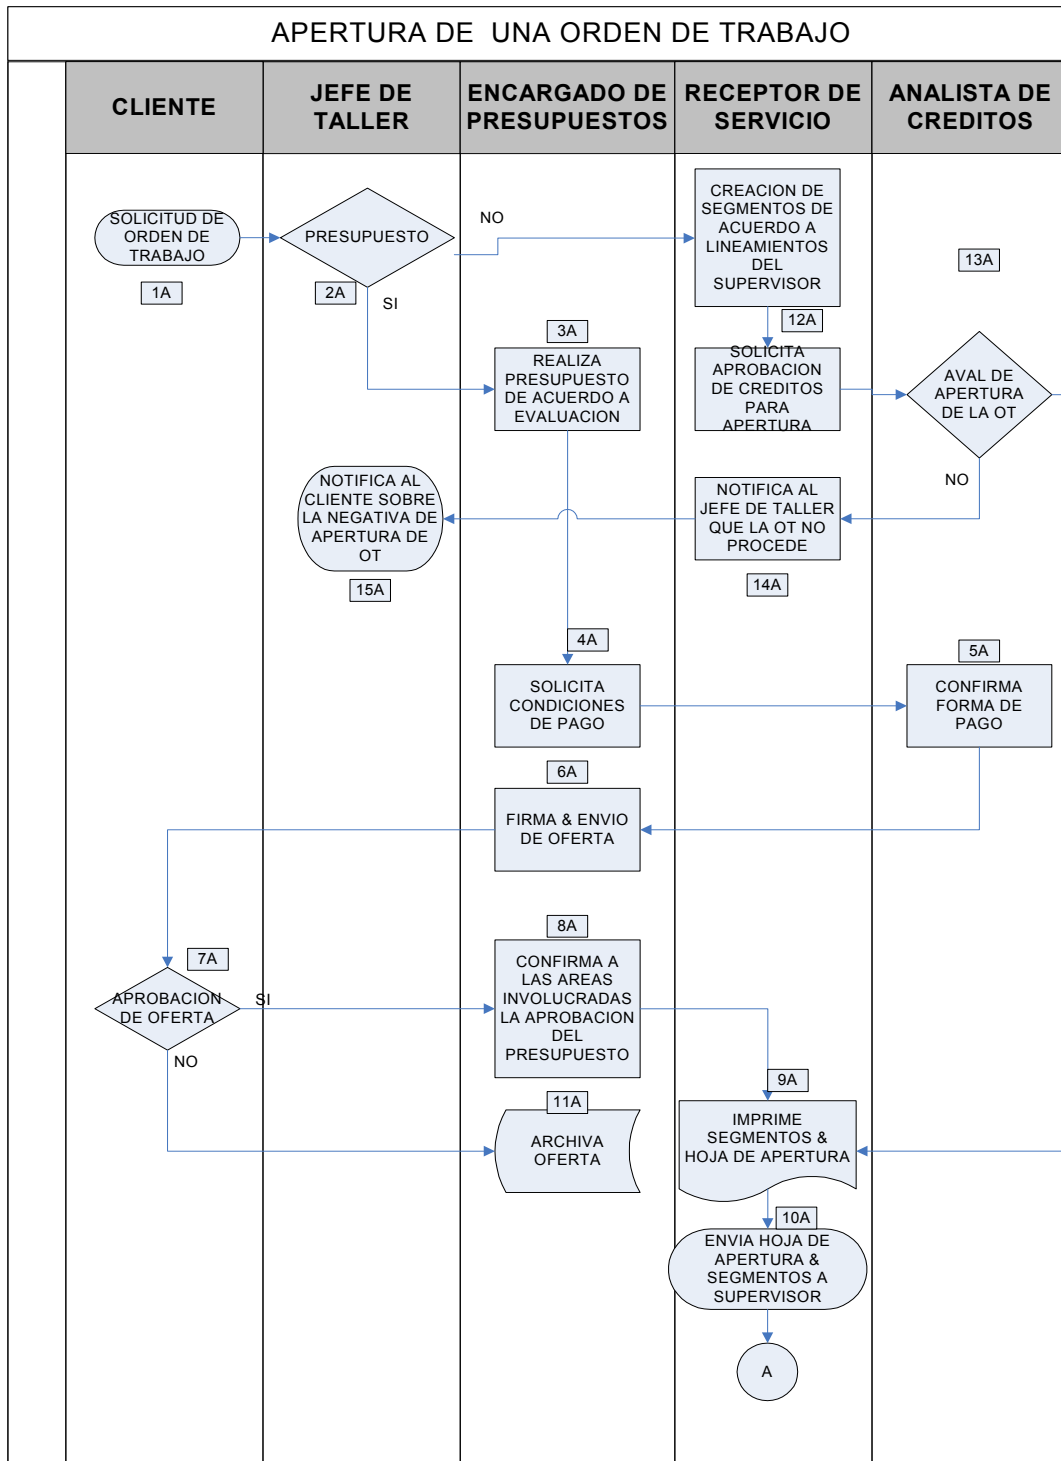 APERTURA DE  UNA ORDEN DE TRABAJO
CLIENTE
JEFE DE
TALLER
ENCARGADO DE
PRESUPUESTOS
RECEPTOR DE
SERVICIO
ANALISTA DE
CREDITOS
SOLICITUD DE
ORDEN DE
TRABAJO
1A
PRESUPUESTO
2A
NO
SI
CREACION DE
SEGMENTOS DE
ACUERDO A
LINEAMIENTOS
DEL
SUPERVISOR
12A
13A
3A
REALIZA
PRESUPUESTO
DE ACUERDO A
EVALUACION
SOLICITA
APROBACION
DE CREDITOS
PARA
APERTURA
AVAL DE
APERTURA
DE LA OT
NO
NOTIFICA AL
CLIENTE SOBRE
LA NEGATIVA DE
APERTURA DE
OT
15A
NOTIFICA AL
JEFE DE TALLER
QUE LA OT NO
PROCEDE
14A
4A
SOLICITA
CONDICIONES
DE PAGO
5A
CONFIRMA
FORMA DE
PAGO
6A
FIRMA & ENVIO
DE OFERTA
7A
APROBACION
DE OFERTA
SI
NO
8A
CONFIRMA A
LAS AREAS
INVOLUCRADAS
LA APROBACION
DEL
PRESUPUESTO
9A
IMPRIME
SEGMENTOS &
HOJA DE APERTURA
11A
ARCHIVA
OFERTA
10A
ENVIA HOJA DE
APERTURA &
SEGMENTOS A
SUPERVISOR
A